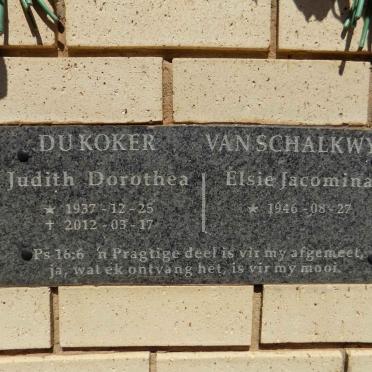 DU KOKER VAN SCHALKWY
Judith Dorothea Elsie Jacomina
★ 1937-12-25 ★ 1946-08-27
✝ 2012-03-17
Ps 16:6 'n Pragtige deel is vir my afgemeet,
ja, wat ek ontvang het, is vir my mooi.